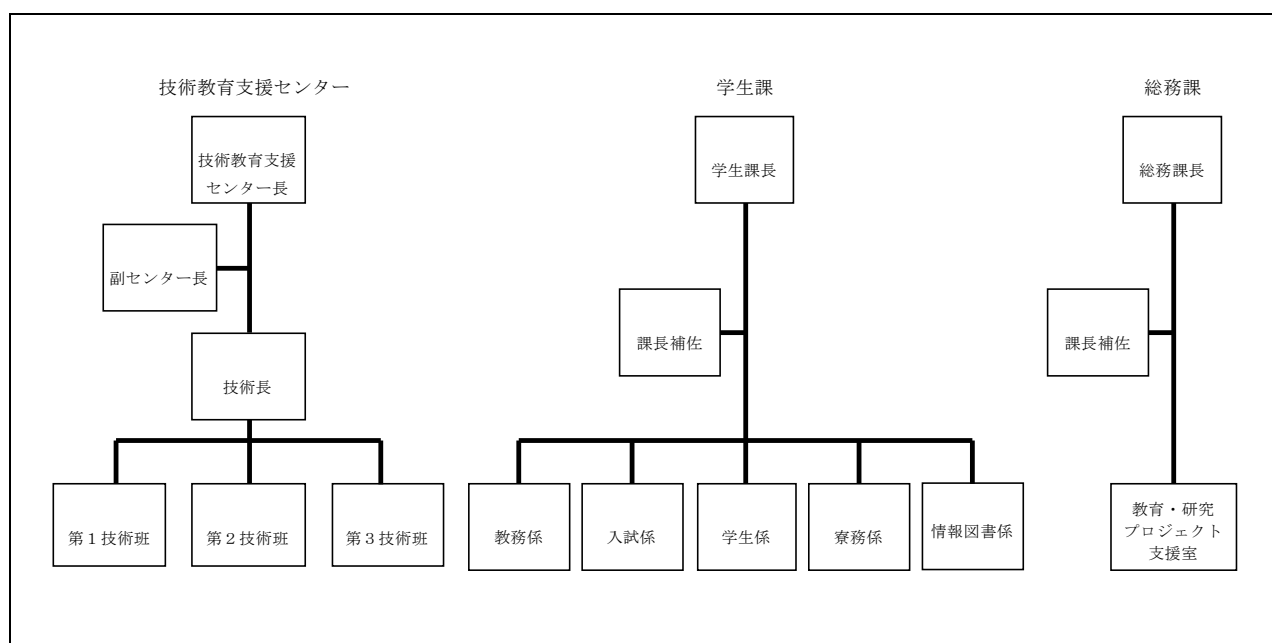 技術教育支援センター
技術教育支援
センター長
副センター長
技術長
第１技術班
第２技術班
第３技術班
学生課
学生課長
課長補佐
教務係
入試係
学生係
寮務係
情報図書係
総務課
総務課長
課長補佐
教育・研究
プロジェクト
支援室